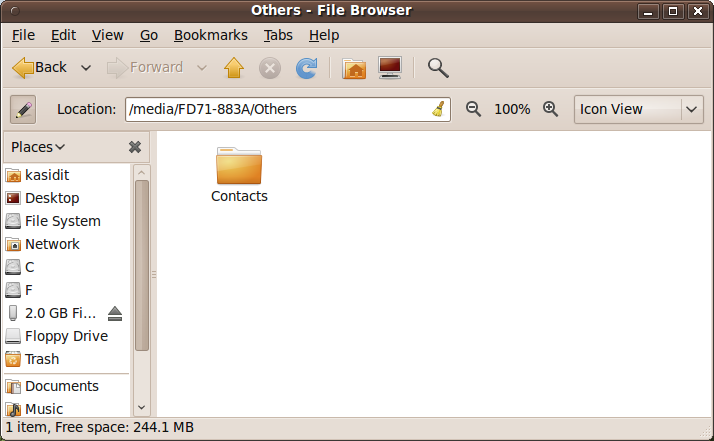 Others - File Browser
File Edit View Go Bookmarks Tabs Help
Back Forward
Location: /media/FD71-883A/Others 100% Icon View
Places
Contacts
kasidit
Desktop
File System
Network
C
F
2.0 GB Fi...
Floppy Drive
Trash
Documents
Music
1 item, Free space: 244.1 MB